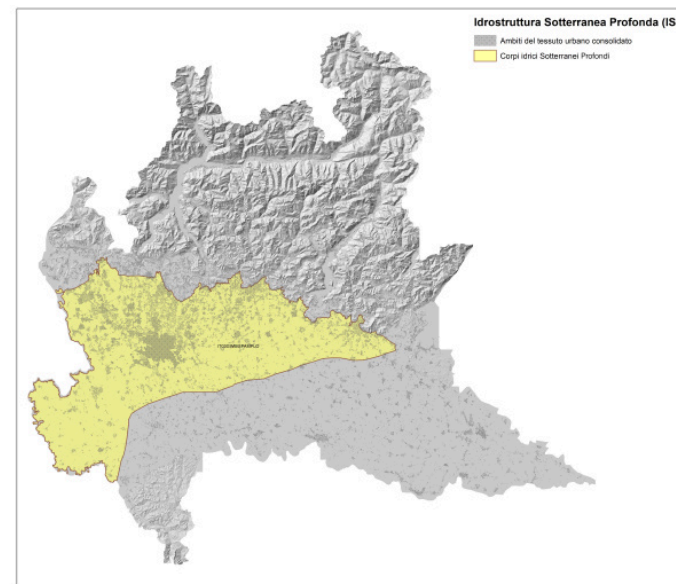 Idrostruttura Sotterranea Profonda (IS
Ambiti del tessuto urbano consolidato
Corpi idrici Sotterranei Profondi